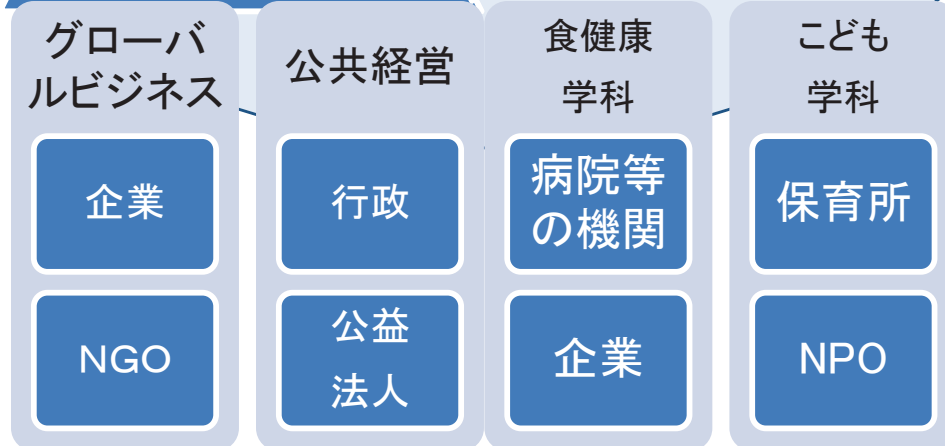 グローバ
ルビジネス
企業
NGO
公共経営
行政
公益
法人
食健康
学科
病院等
の機関
企業
こども
学科
保育所
NPO